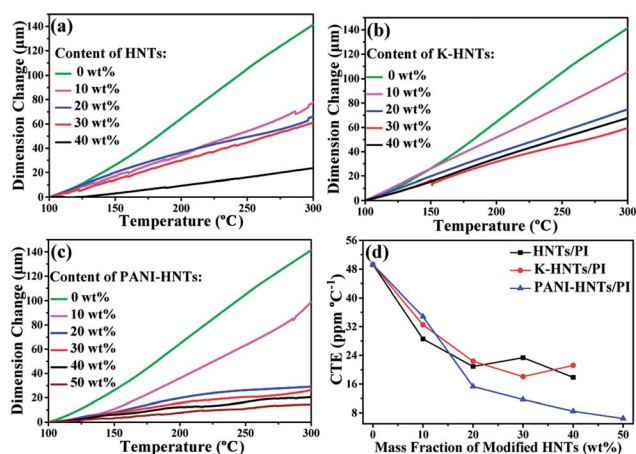 (a)
Content of HNTs:
0 wt%
10 wt%
20 wt%
30 wt%
40 wt%
Dimension Change (µm)
140
120
100
80
60
40
20
0
100 150 200 250 300
Temperature (°C)
(b)
Content of K-HNTs:
0 wt%
10 wt%
20 wt%
30 wt%
40 wt%
Dimension Change (µm)
140
120
100
80
60
40
20
0
100 150 200 250 300
Temperature (°C)
(c)
Content of PANI-HNTs:
0 wt%
10 wt%
20 wt%
30 wt%
40 wt%
50 wt%
Dimension Change (µm)
140
120
100
80
60
40
20
0
100 150 200 250 300
Temperature (°C)
(d)
HNTs/PI
K-HNTs/PI
PANI-HNTs/PI
CTE (ppm °C⁻¹)
56
48
40
32
24
16
8
0 10 20 30 40 50
Mass Fraction of Modified HNTs (wt%)